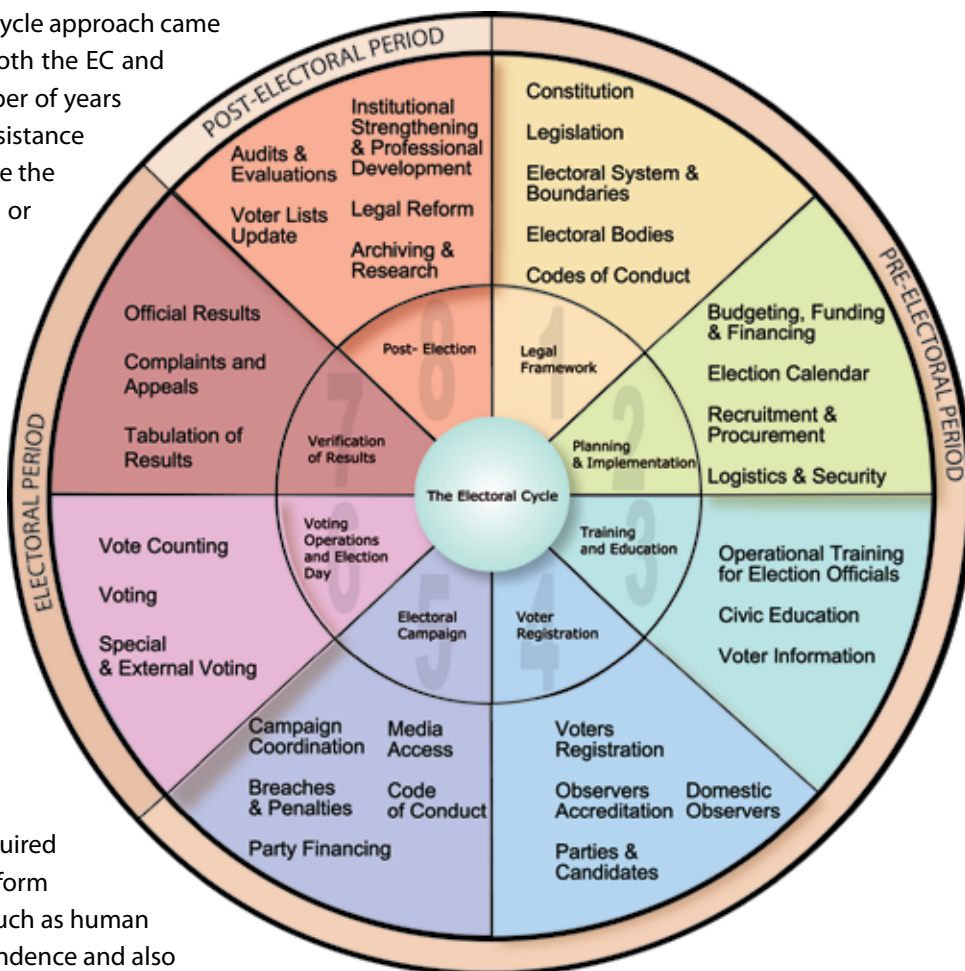 cycle approach came
both the EC and
ber of years
sistance
e the
or
POST-ELECTORAL PERIOD
PRE-ELECTORAL PERIOD
ELECTORAL PERIOD
The Electoral Cycle
1
Legal
Framework
Constitution
Legislation
Electoral System &
Boundaries
Electoral Bodies
Codes of Conduct
2
Planning
& Implementation
Budgeting, Funding
& Financing
Election Calendar
Recruitment &
Procurement
Logistics & Security
3
Training
and Education
Operational Training
for Election Officials
Civic Education
Voter Information
4
Voter
Registration
Voters
Registration
Observers
Accreditation
Domestic
Observers
Parties &
Candidates
5
Electoral
Campaign
Campaign
Coordination
Media
Access
Breaches
& Penalties
Code
of Conduct
Party Financing
6
Voting
Operations
and Election
Day
Vote Counting
Voting
Special
& External Voting
7
Verification
of Results
Official Results
Complaints and
Appeals
Tabulation of
Results
8
Post- Election
Audits &
Evaluations
Voter Lists
Update
Institutional
Strengthening
& Professional
Development
Legal Reform
Archiving &
Research
uired
form
uch as human
ndence and also